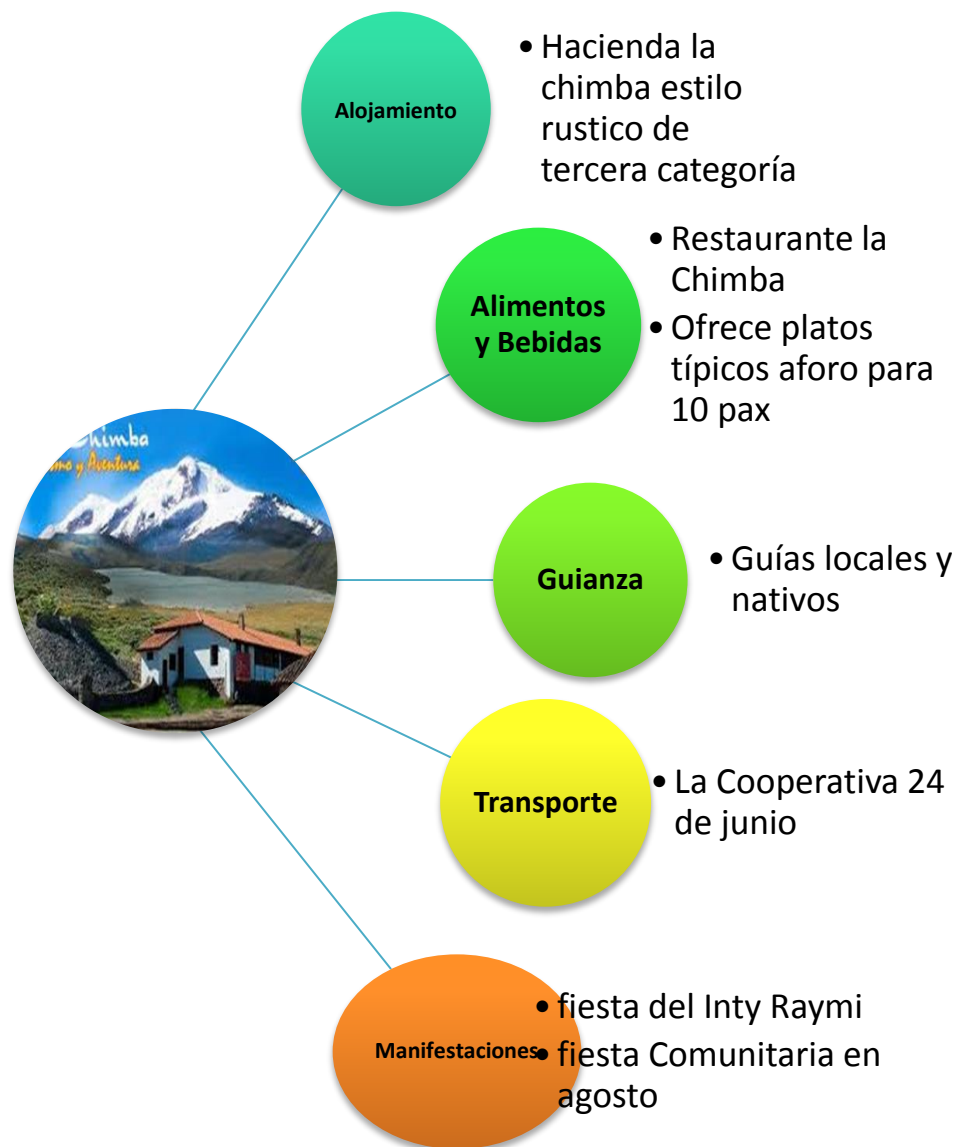 Alojamiento
• Hacienda la
chimba estilo
rustico de
tercera categoría
Alimentos
y Bebidas
• Restaurante la
Chimba
• Ofrece platos
típicos aforo para
10 pax
Chimba
y Aventura
Guianza
• Guías locales y
nativos
Transporte
• La Cooperativa 24
de junio
Manifestaciones
• fiesta del Inty Raymi
• fiesta Comunitaria en
agosto